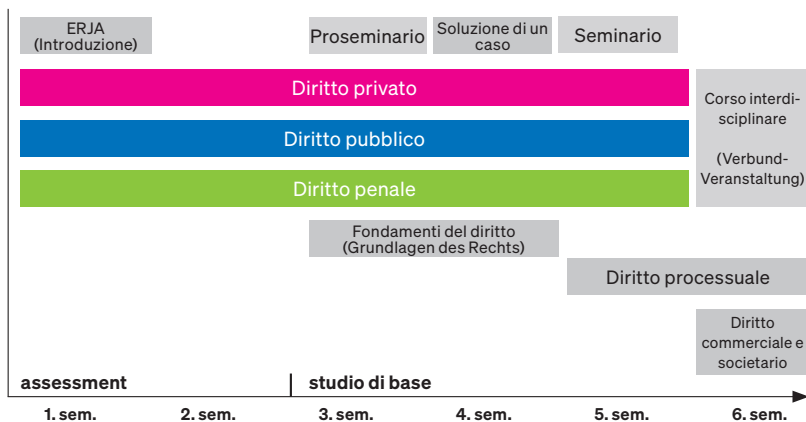 ERJA
(Introduzione)
Proseminario
Soluzione di un
caso
Seminario
Diritto privato
Diritto pubblico
Diritto penale
Corso interdi-
sciplinare
(Verbund-
Veranstaltung)
Fondamenti del diritto
(Grundlagen des Rechts)
Diritto processuale
Diritto
commerciale e
societario
assessment
studio di base
1. sem.
2. sem.
3. sem.
4. sem.
5. sem.
6. sem.